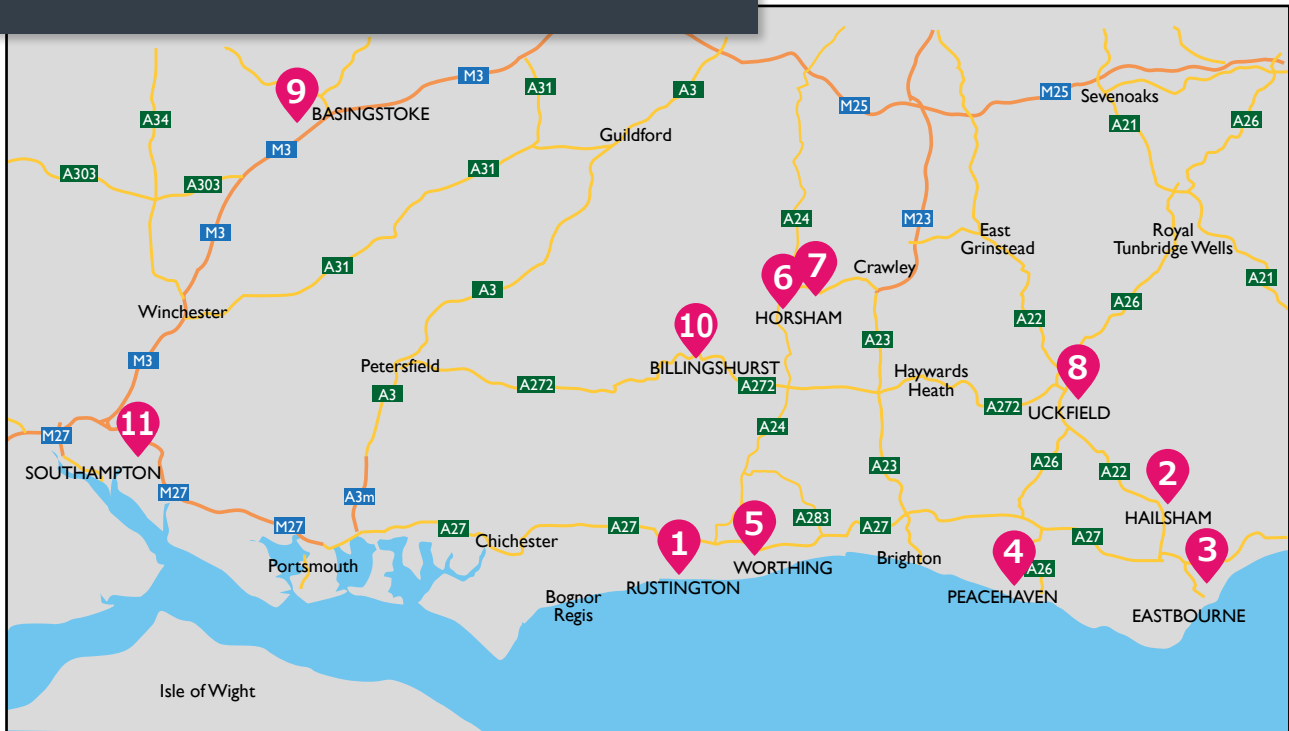 M3
A31
A3
M25
M25
Sevenoaks
9
BASINGSTOKE
A34
Guildford
A21
A26
M3
A303
A303
A31
M3
A24
M23
East
Grinstead
Royal
Tunbridge Wells
A31
6
7
Crawley
A21
A3
HORSHAM
A26
Winchester
10
A22
A23
M3
Petersfield
BILLINGSHURST
8
A3
A272
A272
Haywards
Heath
A272
UCKFIELD
11
M27
A24
SOUTHAMPTON
A23
A26
A22
2
M27
A3m
HAILSHAM
M27
A27
Chichester
A27
1
5
A283
A27
A27
Portsmouth
WORTHING
Brighton
4
A26
3
RUSTINGTON
PEACEHAVEN
Bognor
Regis
EASTBOURNE
Isle of Wight